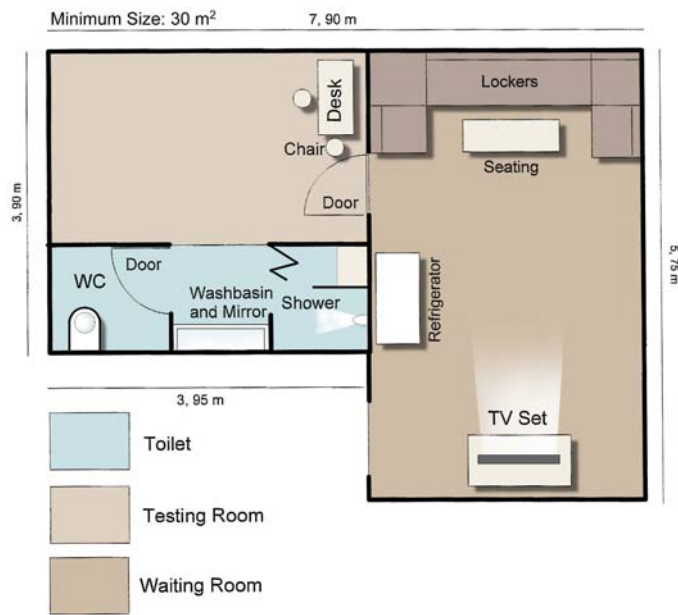 Minimum Size: 30 m²
7, 90 m
Desk
Lockers
Chair
Seating
3, 90 m
Door
5, 75 m
WC
Door
Washbasin
and Mirror
Shower
Refrigerator
3, 95 m
TV Set
Toilet
Testing Room
Waiting Room